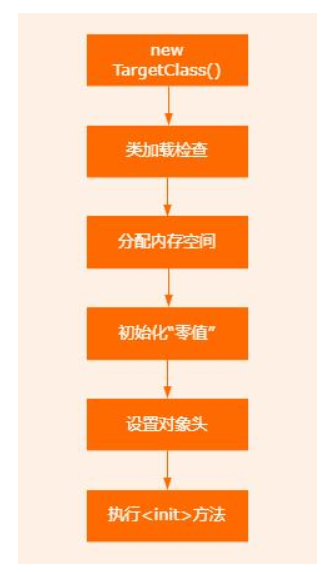 new
TargetClass()
类加载检查
分配内存空间
初始化“零值”
设置对象头
执行<init>方法